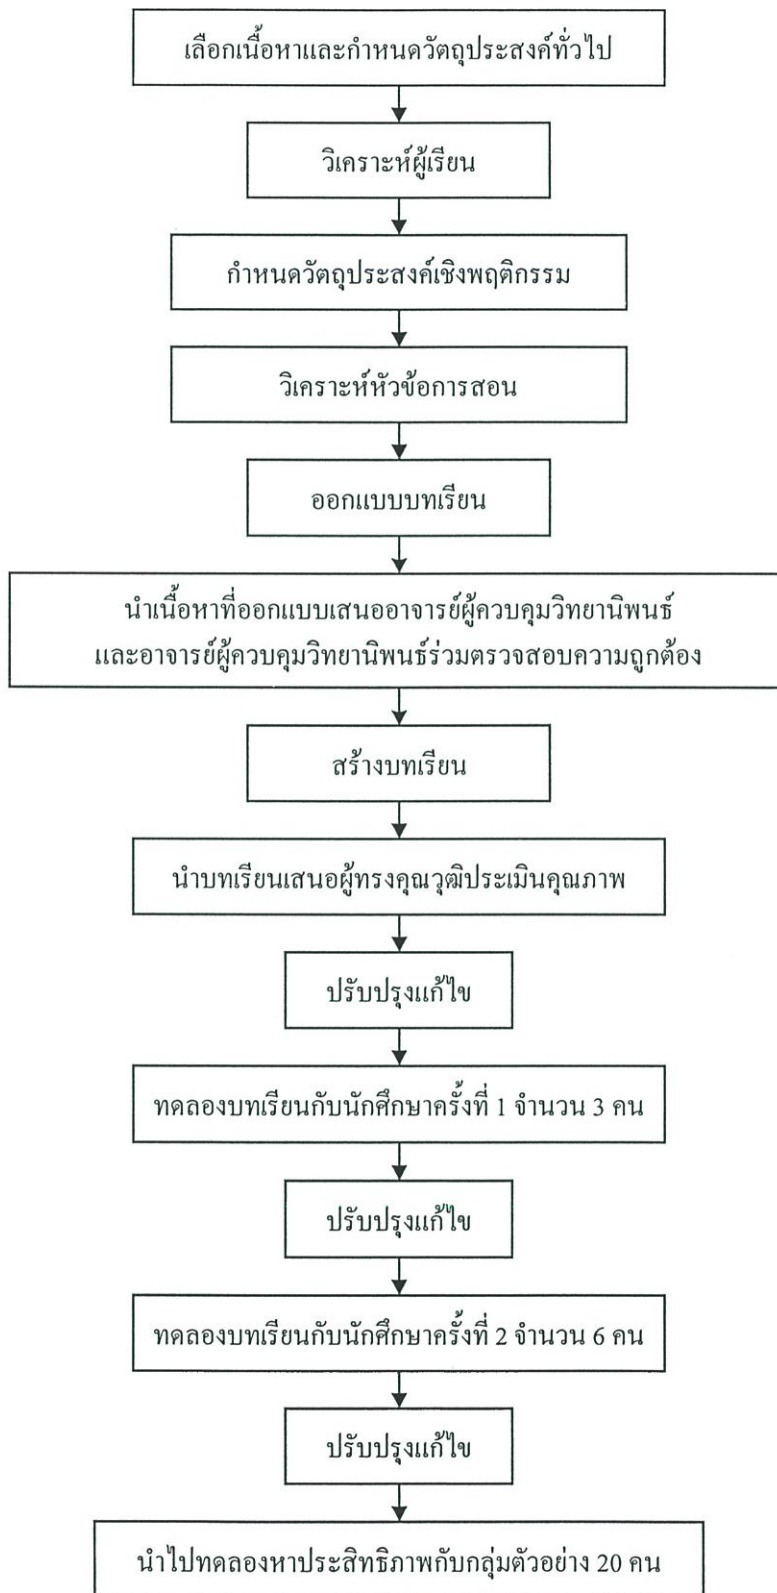 เลือกเนื้อหาและกำหนดวัตถุประสงค์ทั่วไป
วิเคราะห์ผู้เรียน
กำหนดวัตถุประสงค์เชิงพฤติกรรม
วิเคราะห์หัวข้อการสอน
ออกแบบบทเรียน
นำเนื้อหาที่ออกแบบเสนออาจารย์ผู้ควบคุมวิทยานิพนธ์
และอาจารย์ผู้ควบคุมวิทยานิพนธ์ร่วมตรวจสอบความถูกต้อง
สร้างบทเรียน
นำบทเรียนเสนอผู้ทรงคุณวุฒิประเมินคุณภาพ
ปรับปรุงแก้ไข
ทดลองบทเรียนกับนักศึกษาครั้งที่ 1 จำนวน 3 คน
ปรับปรุงแก้ไข
ทดลองบทเรียนกับนักศึกษาครั้งที่ 2 จำนวน 6 คน
ปรับปรุงแก้ไข
นำไปทดลองหาประสิทธิภาพกับกลุ่มตัวอย่าง 20 คน